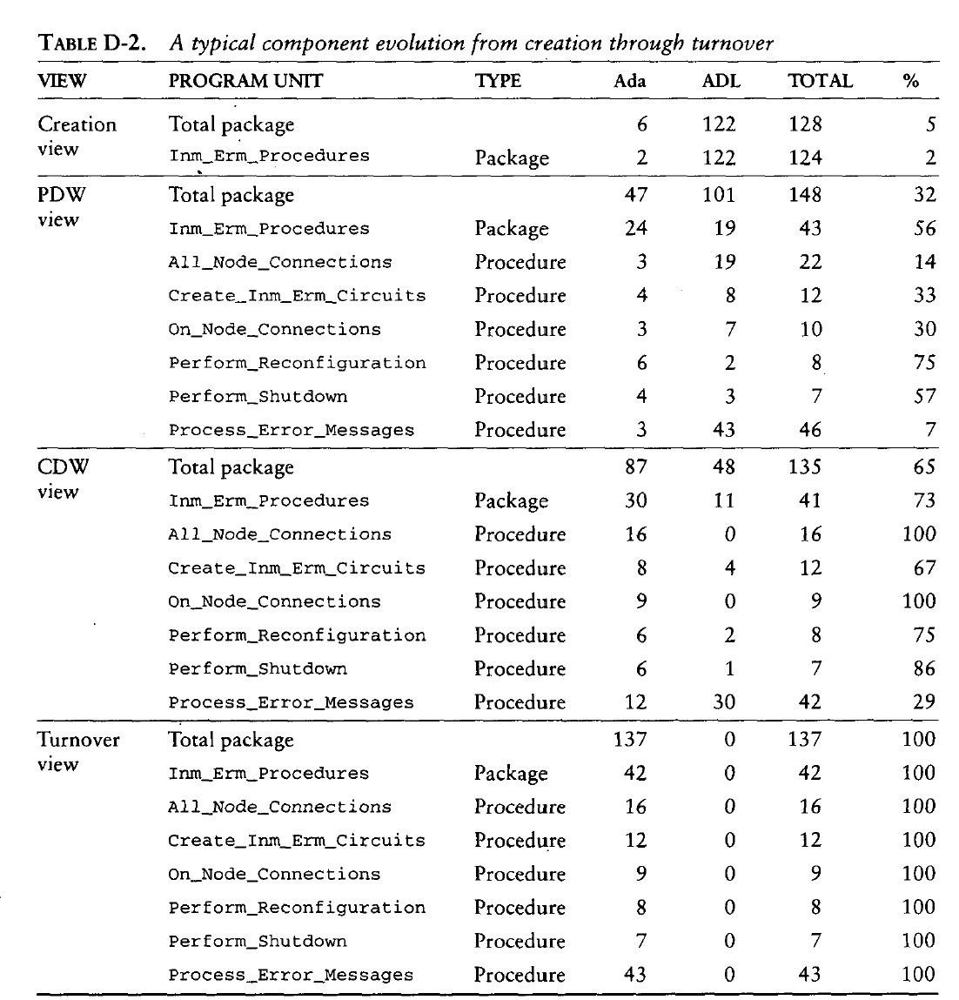 TABLE D-2. A typical component evolution from creation through turnover
VIEW PROGRAM UNIT TYPE Ada ADL TOTAL %
Creation Total package 6 122 128 5
view Inm_Erm_Procedures Package 2 122 124 2
PDW Total package 47 101 148 32
view Inm_Erm_Procedures Package 24 19 43 56
All_Node_Connections Procedure 3 19 22 14
Create_Inm_Erm_Circuits Procedure 4 8 12 33
On_Node_Connections Procedure 3 7 10 30
Perform_Reconfiguration Procedure 6 2 8 75
Perform_Shutdown Procedure 4 3 7 57
Process_Error_Messages Procedure 3 43 46 7
CDW Total package 87 48 135 65
view Inm_Erm_Procedures Package 30 11 41 73
All_Node_Connections Procedure 16 0 16 100
Create_Inm_Erm_Circuits Procedure 8 4 12 67
On_Node_Connections Procedure 9 0 9 100
Perform_Reconfiguration Procedure 6 2 8 75
Perform_Shutdown Procedure 6 1 7 86
Process_Error_Messages Procedure 12 30 42 29
Turnover Total package 137 0 137 100
view Inm_Erm_Procedures Package 42 0 42 100
All_Node_Connections Procedure 16 0 16 100
Create_Inm_Erm_Circuits Procedure 12 0 12 100
On_Node_Connections Procedure 9 0 9 100
Perform_Reconfiguration Procedure 8 0 8 100
Perform_Shutdown Procedure 7 0 7 100
Process_Error_Messages Procedure 43 0 43 100